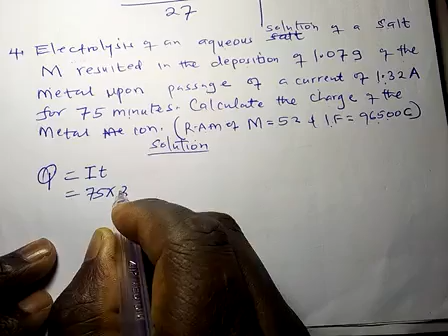 27
4. Electrolysis of an aqueous solution of a salt
M resulted in the deposition of 1.07g of the
metal upon passage of a current of 1.32A
for 75 minutes. Calculate the charge of the
Metal ion. (R.A.M of M = 52 & 1F = 96500C)
Solution
Q = It
= 75x